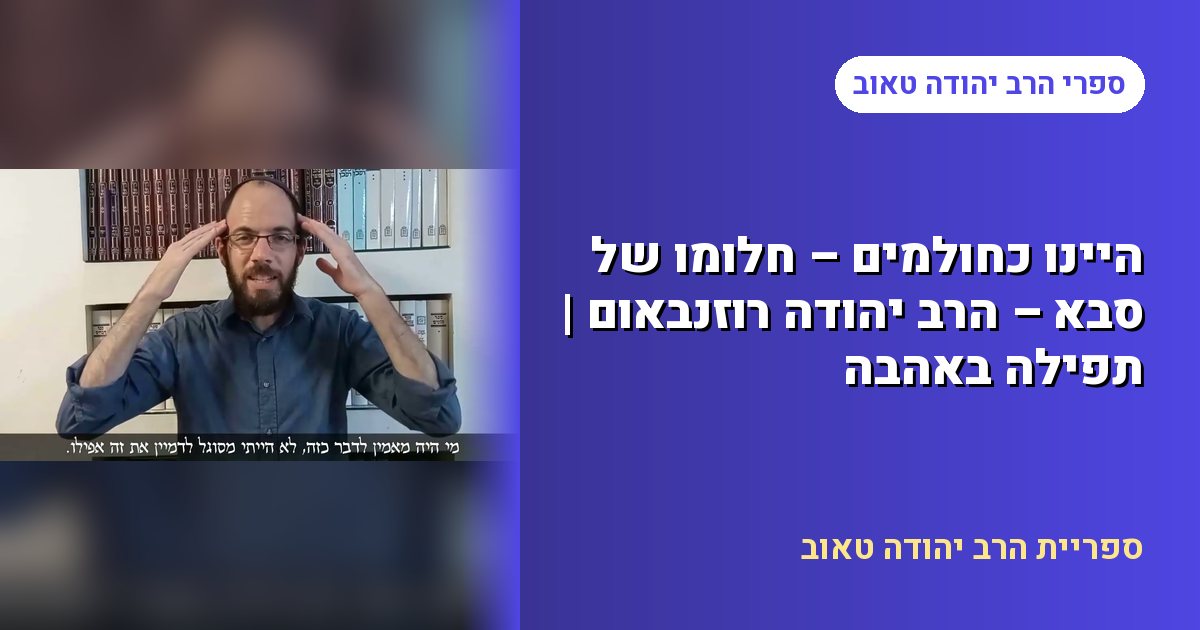 ספרי הרב יהודה טאוב
היינו כחולמים – חלומו של
סבא – הרב יהודה רוזנבאום |
תפילה באהבה
מי היה מאמין לדבר כזה, לא הייתי מסוגל לדמיין את זה אפילו.
ספריית הרב יהודה טאוב